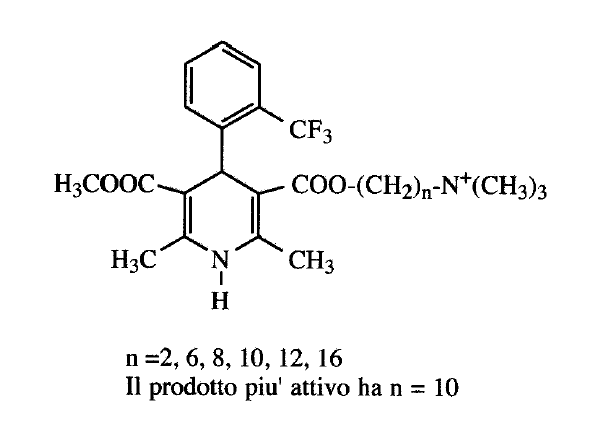 CF3
H3COOC COO-(CH2)n-N+(CH3)3
H3C N CH3
H
n =2, 6, 8, 10, 12, 16
Il prodotto piu' attivo ha n = 10